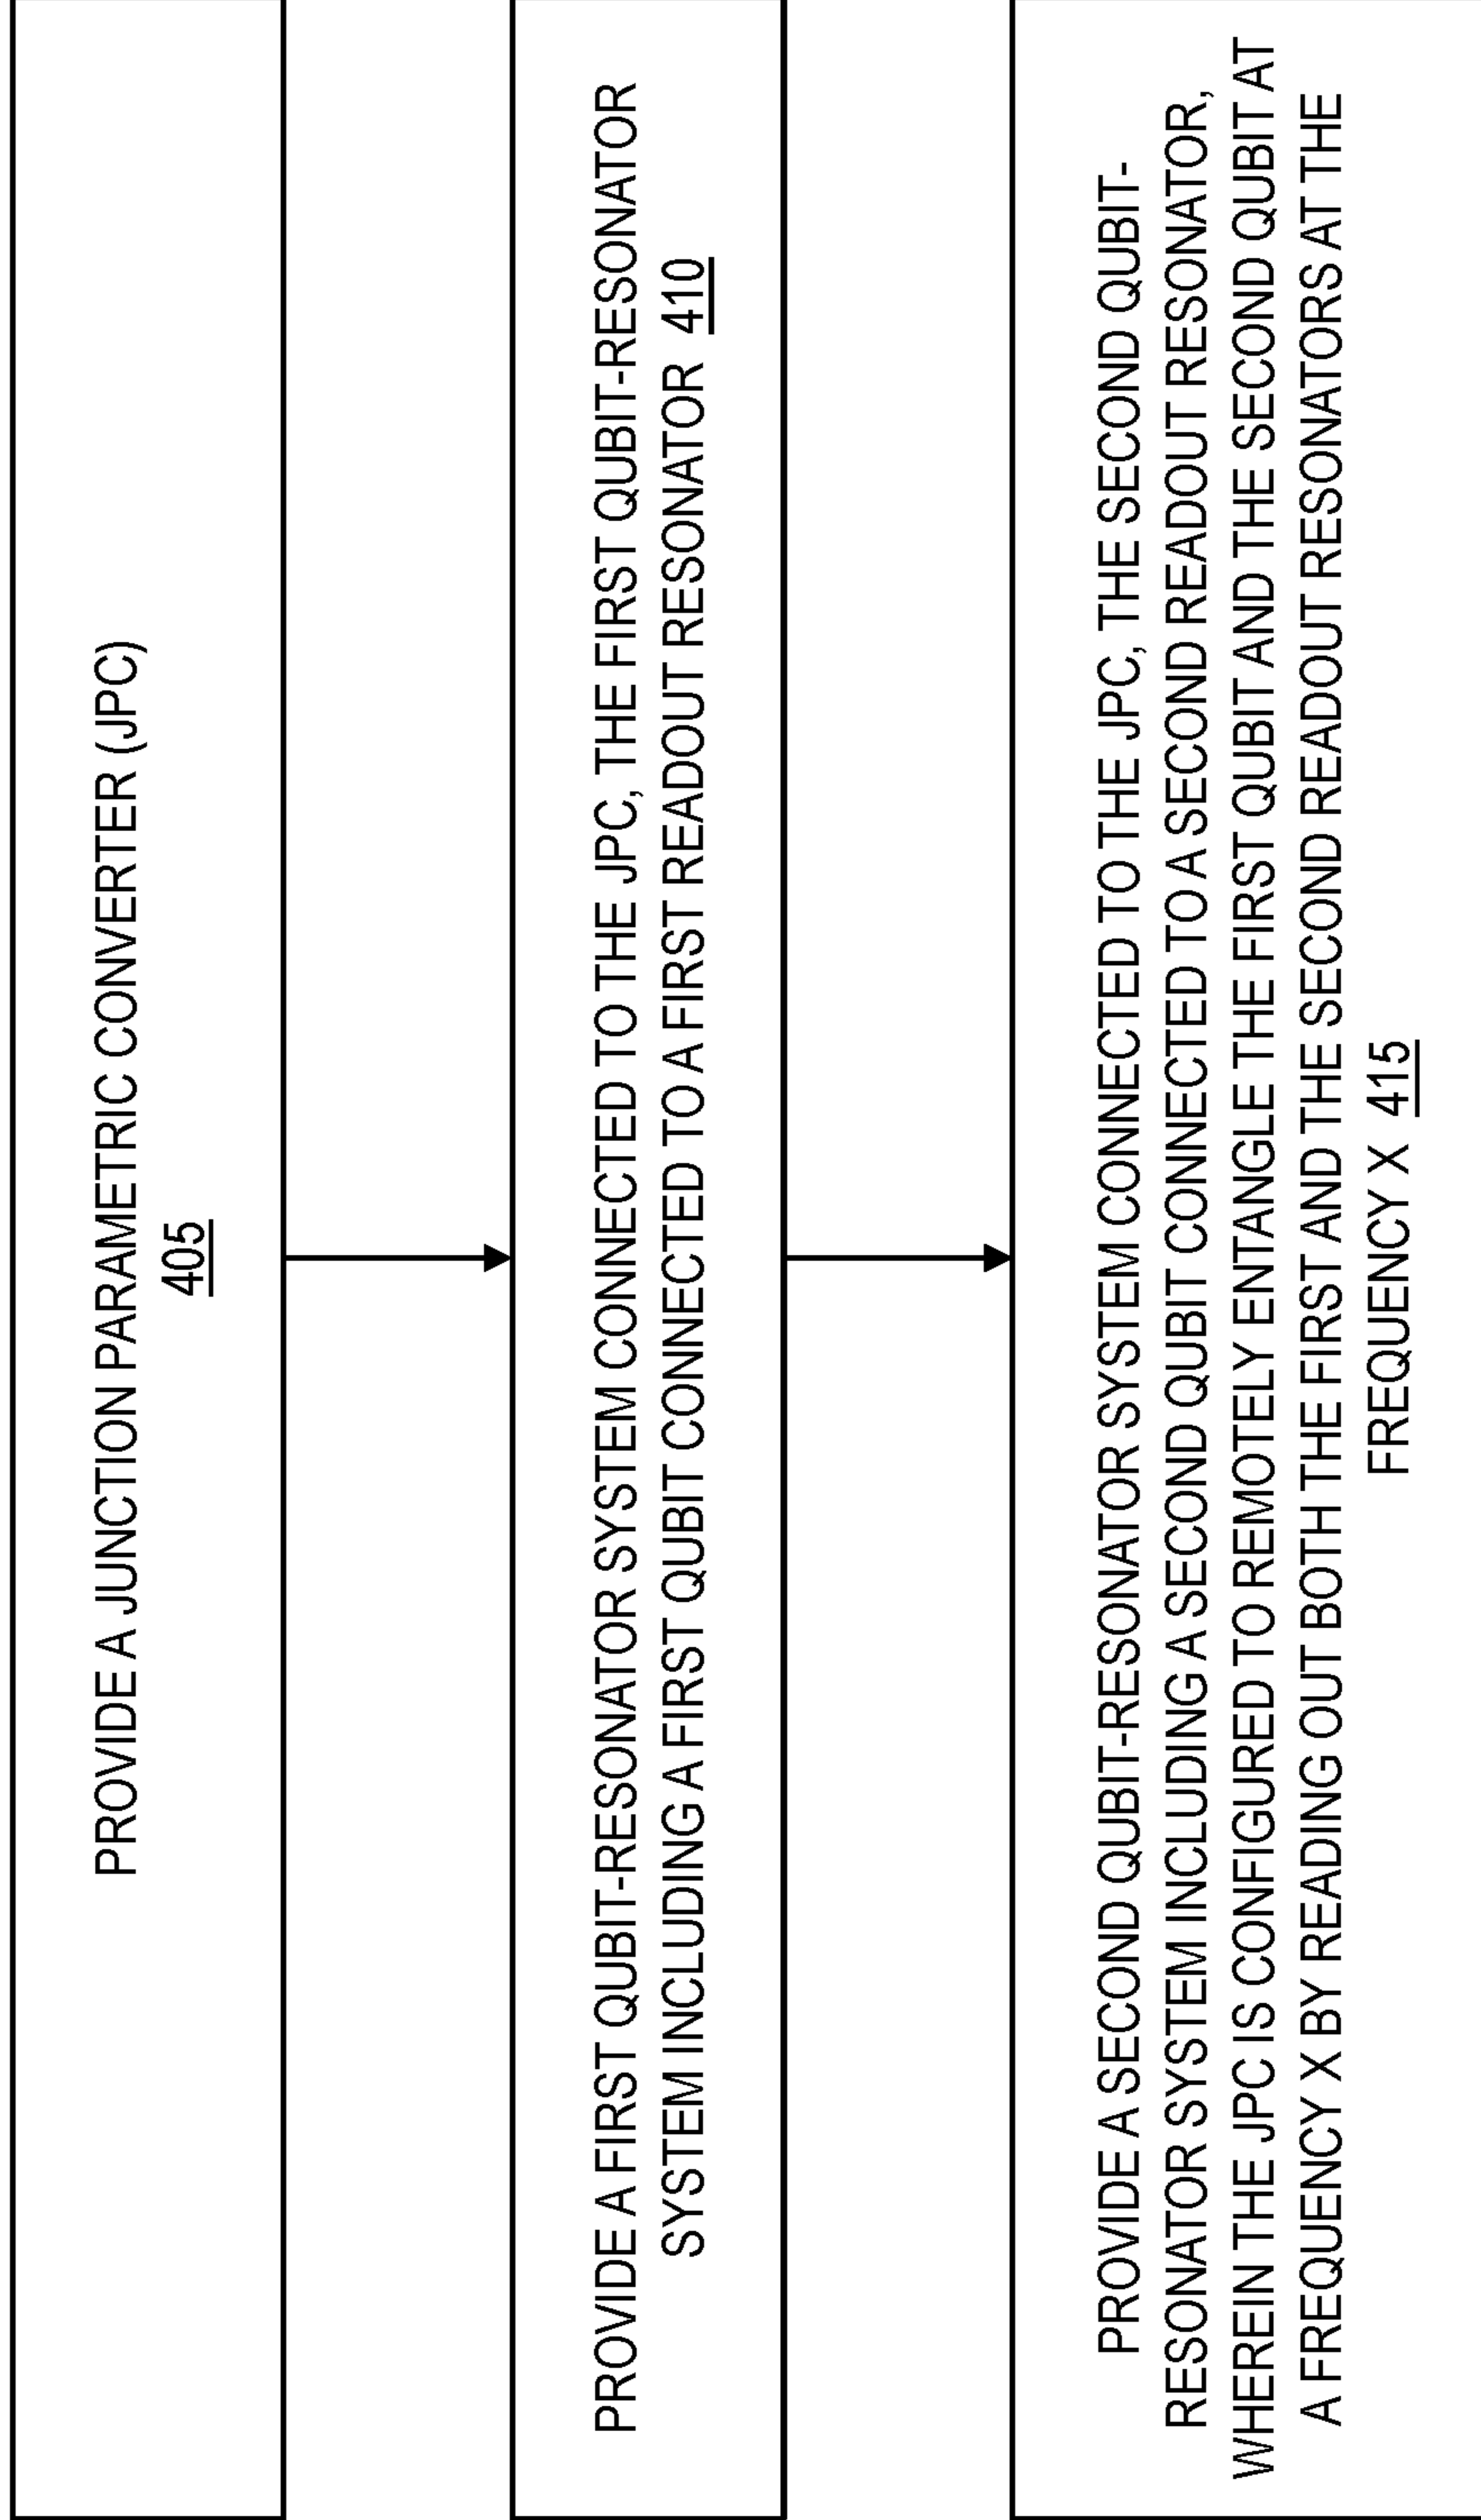 PROVIDE A JUNCTION PARAMETRIC CONVERTER (JPC)
405
PROVIDE A FIRST QUBIT-RESONATOR SYSTEM CONNECTED TO THE JPC, THE FIRST QUBIT-RESONATOR
SYSTEM INCLUDING A FIRST QUBIT CONNECTED TO A FIRST READOUT RESONATOR 410
PROVIDE A SECOND QUBIT-RESONATOR SYSTEM CONNECTED TO THE JPC, THE SECOND QUBIT-
RESONATOR SYSTEM INCLUDING A SECOND QUBIT CONNECTED TO A SECOND READOUT RESONATOR,
WHEREIN THE JPC IS CONFIGURED TO REMOTELY ENTANGLE THE FIRST QUBIT AND THE SECOND QUBIT AT
A FREQUENCY X BY READING OUT BOTH THE FIRST AND THE SECOND READOUT RESONATORS AT THE
FREQUENCY X 415